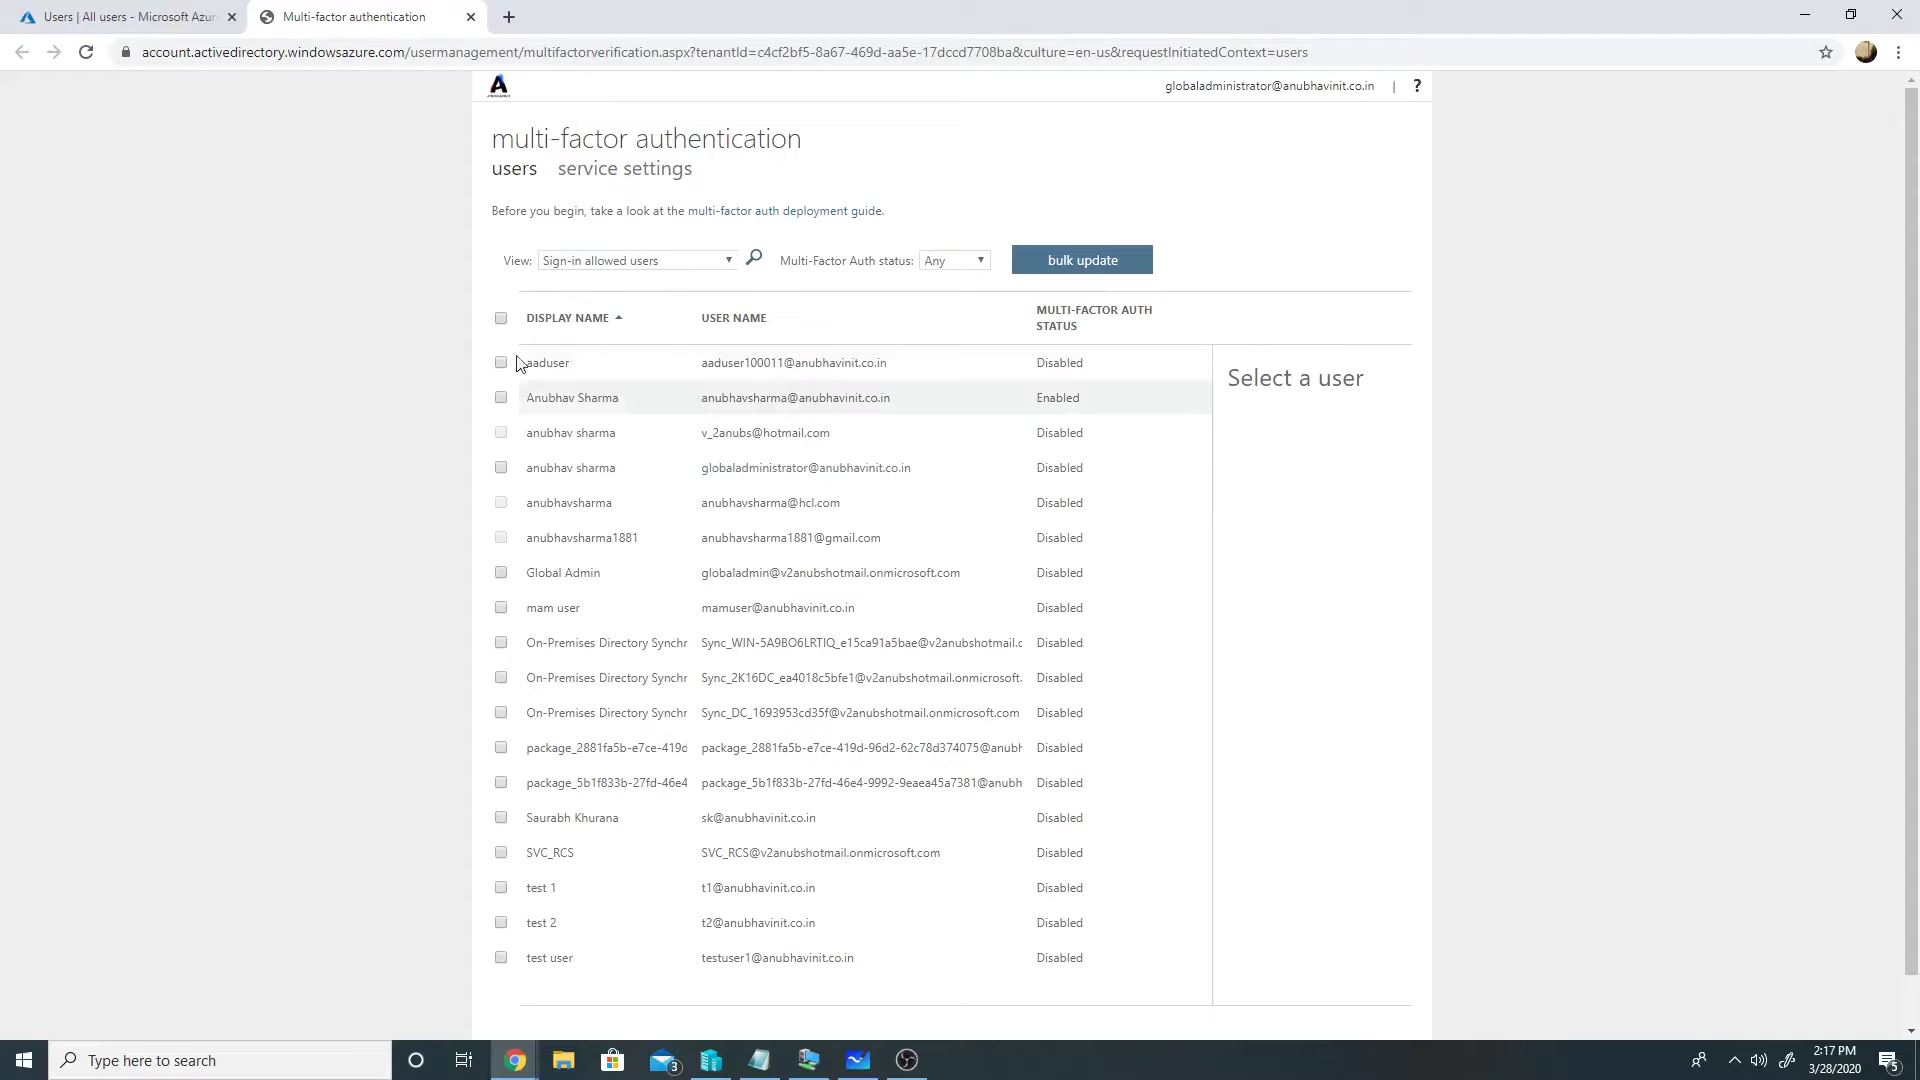 Users | All users - Microsoft Azur
Multi-factor authentication
account.activedirectory.windowsazure.com/usermanagement/multifactorverification.aspx?tenantId=c4cf2bf5-8a67-469d-aa5e-17dccd7708ba&culture=en-us&requestInitiatedContext=users
globaladministrator@anubhavinit.co.in | ?
multi-factor authentication
users service settings
Before you begin, take a look at the multi-factor auth deployment guide.
View: Sign-in allowed users Multi-Factor Auth status: Any bulk update
DISPLAY NAME USER NAME MULTI-FACTOR AUTH
STATUS
aaduser aaduser100011@anubhavinit.co.in Disabled
Select a user
Anubhav Sharma anubhavsharma@anubhavinit.co.in Enabled
anubhav sharma v_2anubs@hotmail.com Disabled
anubhav sharma globaladministrator@anubhavinit.co.in Disabled
anubhavsharma anubhavsharma@hcl.com Disabled
anubhavsharma1881 anubhavsharma1881@gmail.com Disabled
Global Admin globaladmin@v2anubshotmail.onmicrosoft.com Disabled
mam user mamuser@anubhavinit.co.in Disabled
On-Premises Directory Synchr Sync_WIN-5A9BO6LRTIQ_e15ca91a5bae@v2anubshotmail.c Disabled
On-Premises Directory Synchr Sync_2K16DC_ea4018c5bfe1@v2anubshotmail.onmicrosoft. Disabled
On-Premises Directory Synchr Sync_DC_1693953cd35f@v2anubshotmail.onmicrosoft.com Disabled
package_2881fa5b-e7ce-419d package_2881fa5b-e7ce-419d-96d2-62c78d374075@anubh Disabled
package_5b1f833b-27fd-46e4 package_5b1f833b-27fd-46e4-9992-9eaea45a7381@anubh Disabled
Saurabh Khurana sk@anubhavinit.co.in Disabled
SVC_RCS SVC_RCS@v2anubshotmail.onmicrosoft.com Disabled
test 1 t1@anubhavinit.co.in Disabled
test 2 t2@anubhavinit.co.in Disabled
test user testuser1@anubhavinit.co.in Disabled
Type here to search
3
2:17 PM
3/28/2020
5